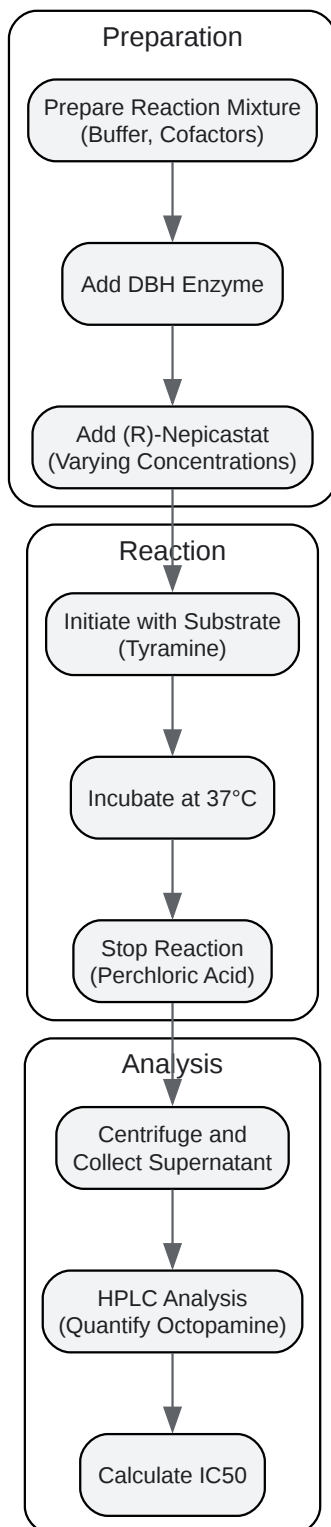 Preparation
Prepare Reaction Mixture
(Buffer, Cofactors)
Add DBH Enzyme
Add (R)-Nepicastat
(Varying Concentrations)
Reaction
Initiate with Substrate
(Tyramine)
Incubate at 37°C
Stop Reaction
(Perchloric Acid)
Analysis
Centrifuge and
Collect Supernatant
HPLC Analysis
(Quantify Octopamine)
Calculate IC50